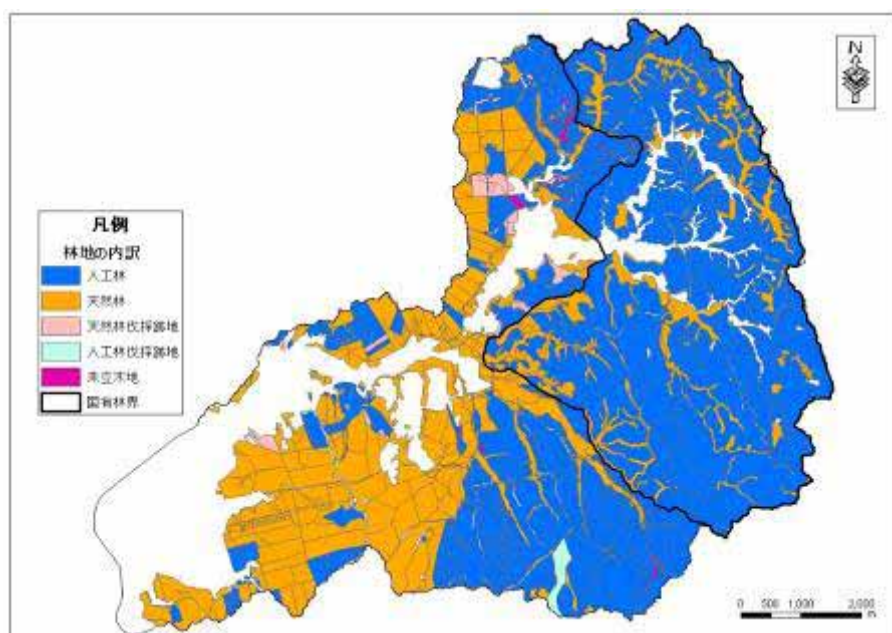 N
凡例
林地の内訳
人工林
天然林
天然林伐採跡地
人工林伐採跡地
未立木地
国有林界
0 500 1,000 2,000
m